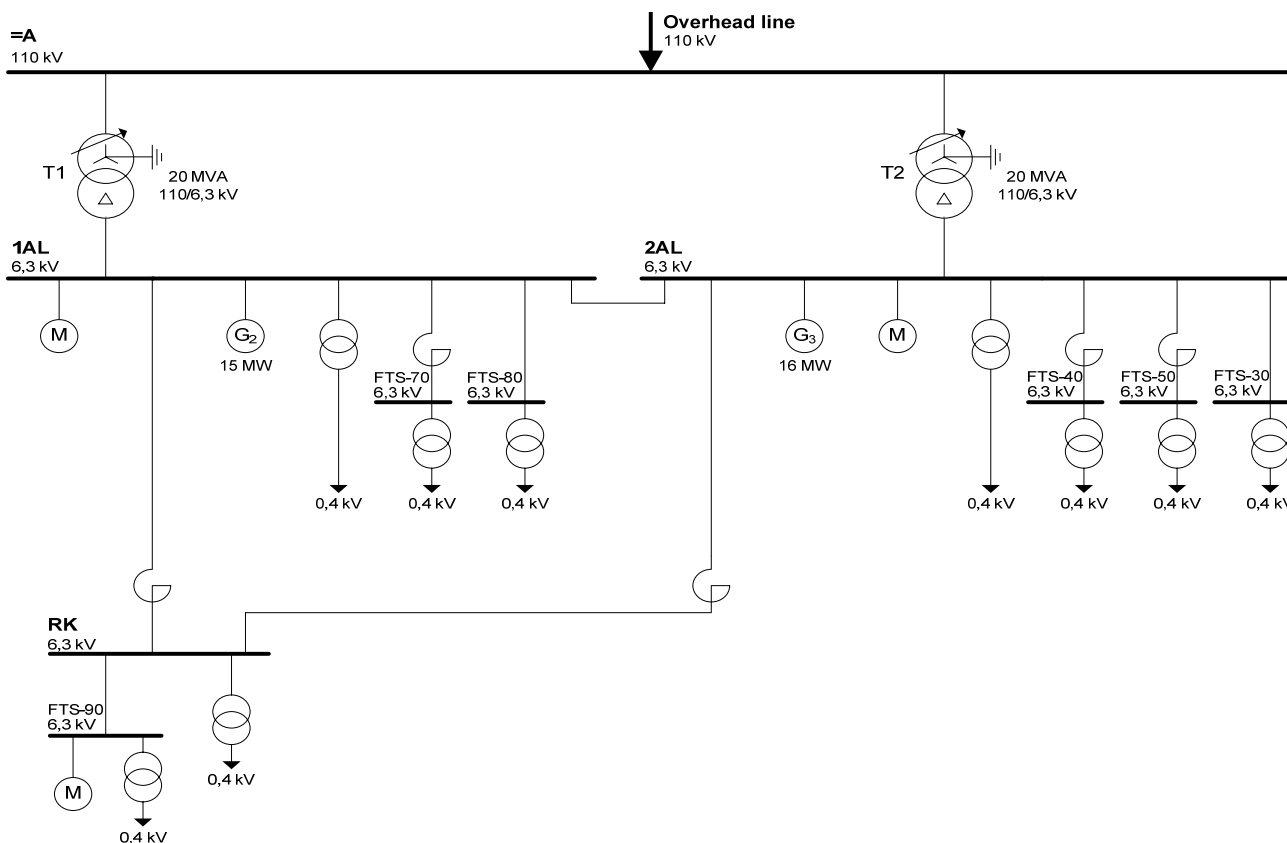 =A
110 kV
Overhead line
110 kV
T1
20 MVA
110/6,3 kV
T2
20 MVA
110/6,3 kV
1AL
6,3 kV
2AL
6,3 kV
M
G2
15 MW
G3
16 MW
M
FTS-70
6,3 kV
FTS-80
6,3 kV
FTS-40
6,3 kV
FTS-50
6,3 kV
FTS-30
6,3 kV
0,4 kV
0,4 kV
0,4 kV
0,4 kV
0,4 kV
0,4 kV
0,4 kV
RK
6,3 kV
FTS-90
6,3 kV
M
0,4 kV
0.4 kV